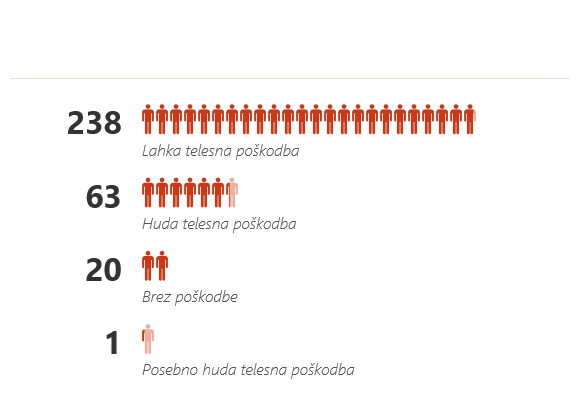 238
Lahka telesna poškodba
63
Huda telesna poškodba
20
Brez poškodbe
1
Posebno huda telesna poškodba